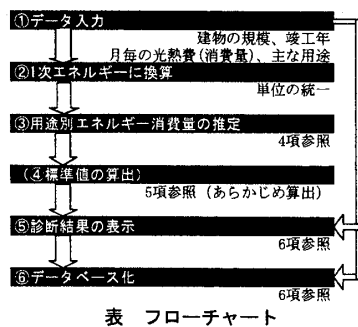 ①データ入力
建物の規模、竣工年
月毎の光熱費(消費量)、主な用途
②1次エネルギーに換算
単位の統一
③用途別エネルギー消費量の推定
4項参照
(④標準値の算出)
5項参照(あらかじめ算出)
⑤診断結果の表示
6項参照
⑥データベース化
6項参照
表 フローチャート